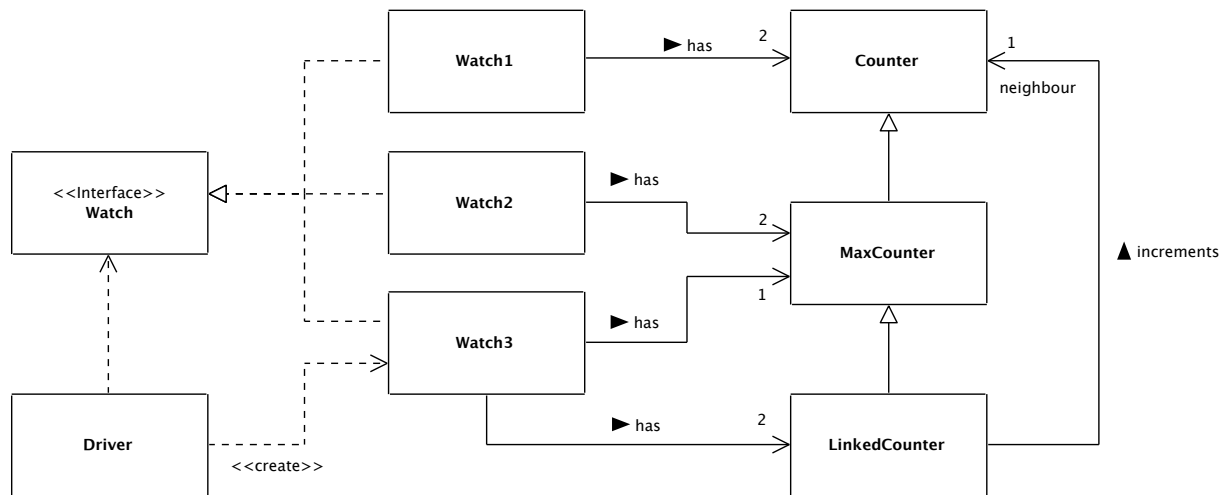 Watch1
▶ has
2
Counter
1
neighbour
<<Interface>>
Watch
Watch2
▶ has
2
MaxCounter
▲ increments
1
Watch3
▶ has
Driver
<<create>>
▶ has
2
LinkedCounter